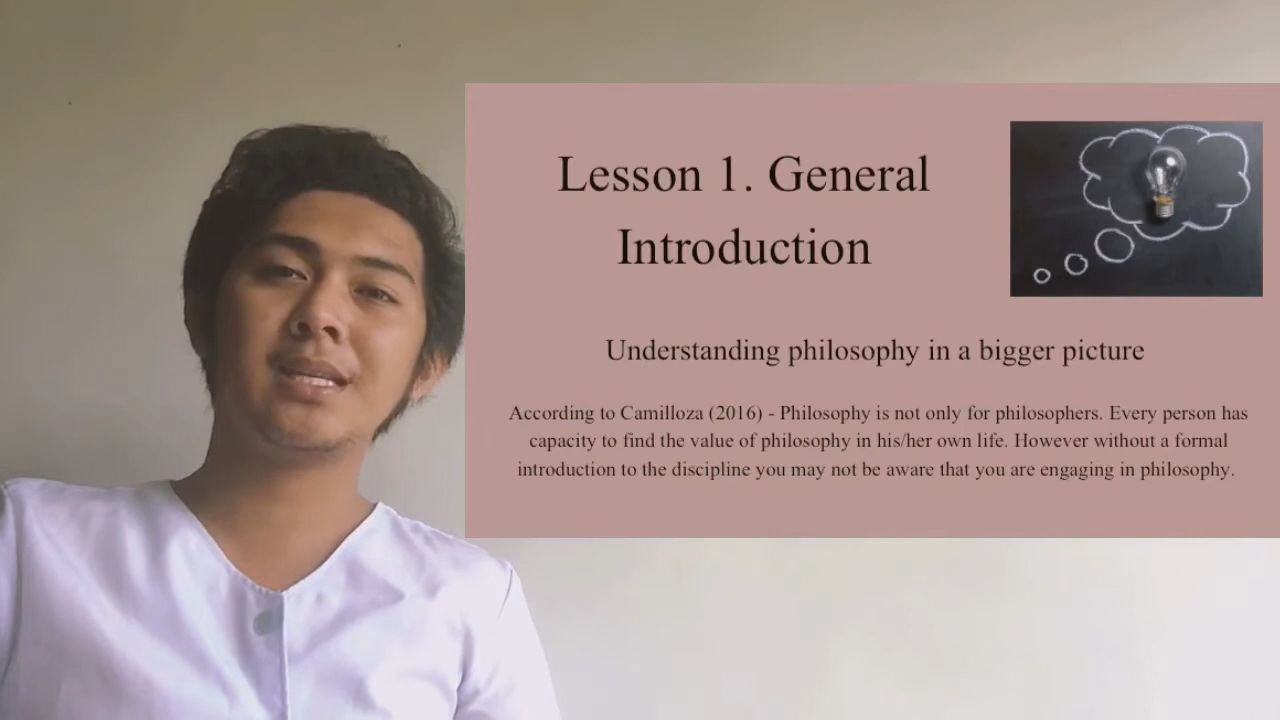 Lesson 1. General
Introduction
Understanding philosophy in a bigger picture
According to Camilloza (2016) - Philosophy is not only for philosophers. Every person has
capacity to find the value of philosophy in his/her own life. However without a formal
introduction to the discipline you may not be aware that you are engaging in philosophy.